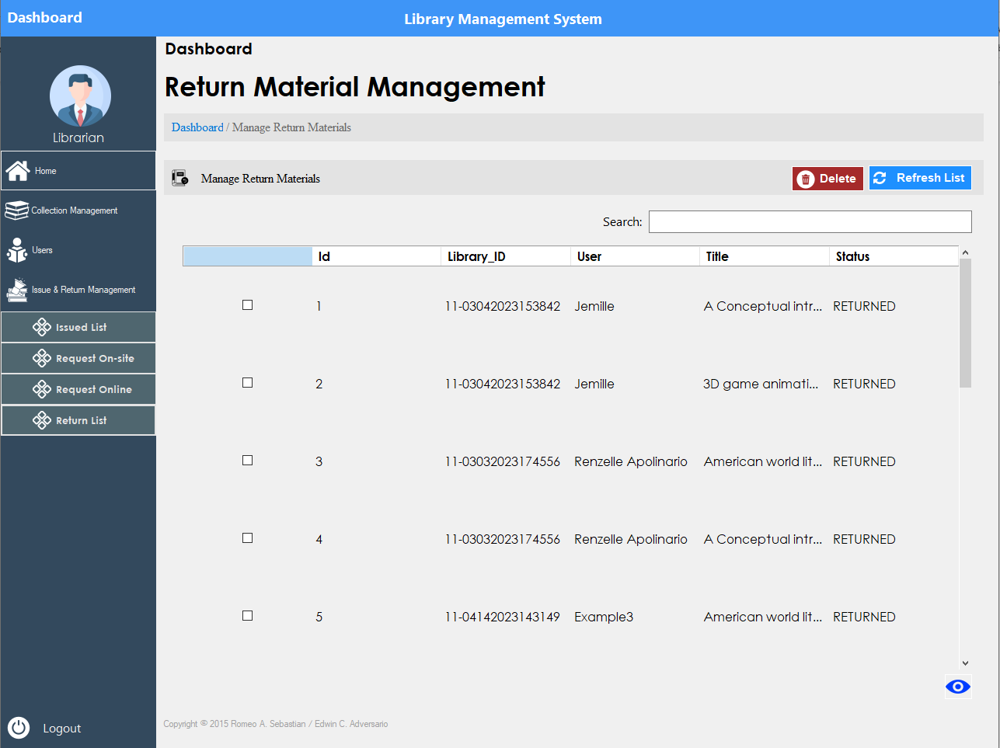 Dashboard
Library Management System
Librarian
Home
Collection Management
Users
Issue & Return Management
Issued List
Request On-site
Request Online
Return List
Logout
Dashboard
Return Material Management
Dashboard / Manage Return Materials
Manage Return Materials
Delete
Refresh List
Search:
Id Library_ID User Title Status
1 11-03042023153842 Jemille A Conceptual intr... RETURNED
2 11-03042023153842 Jemille 3D game animati... RETURNED
3 11-03032023174556 Renzelle Apolinario American world lit... RETURNED
4 11-03032023174556 Renzelle Apolinario A Conceptual intr... RETURNED
5 11-04142023143149 Example3 American world lit... RETURNED
Copyright © 2015 Romeo A. Sebastian / Edwin C. Adversario